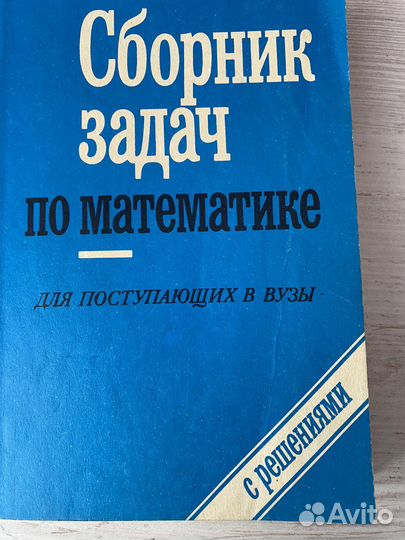 Сборник
задач
по математике
ДЛЯ ПОСТУПАЮЩИХ В ВУЗЫ
с решениями
Avito